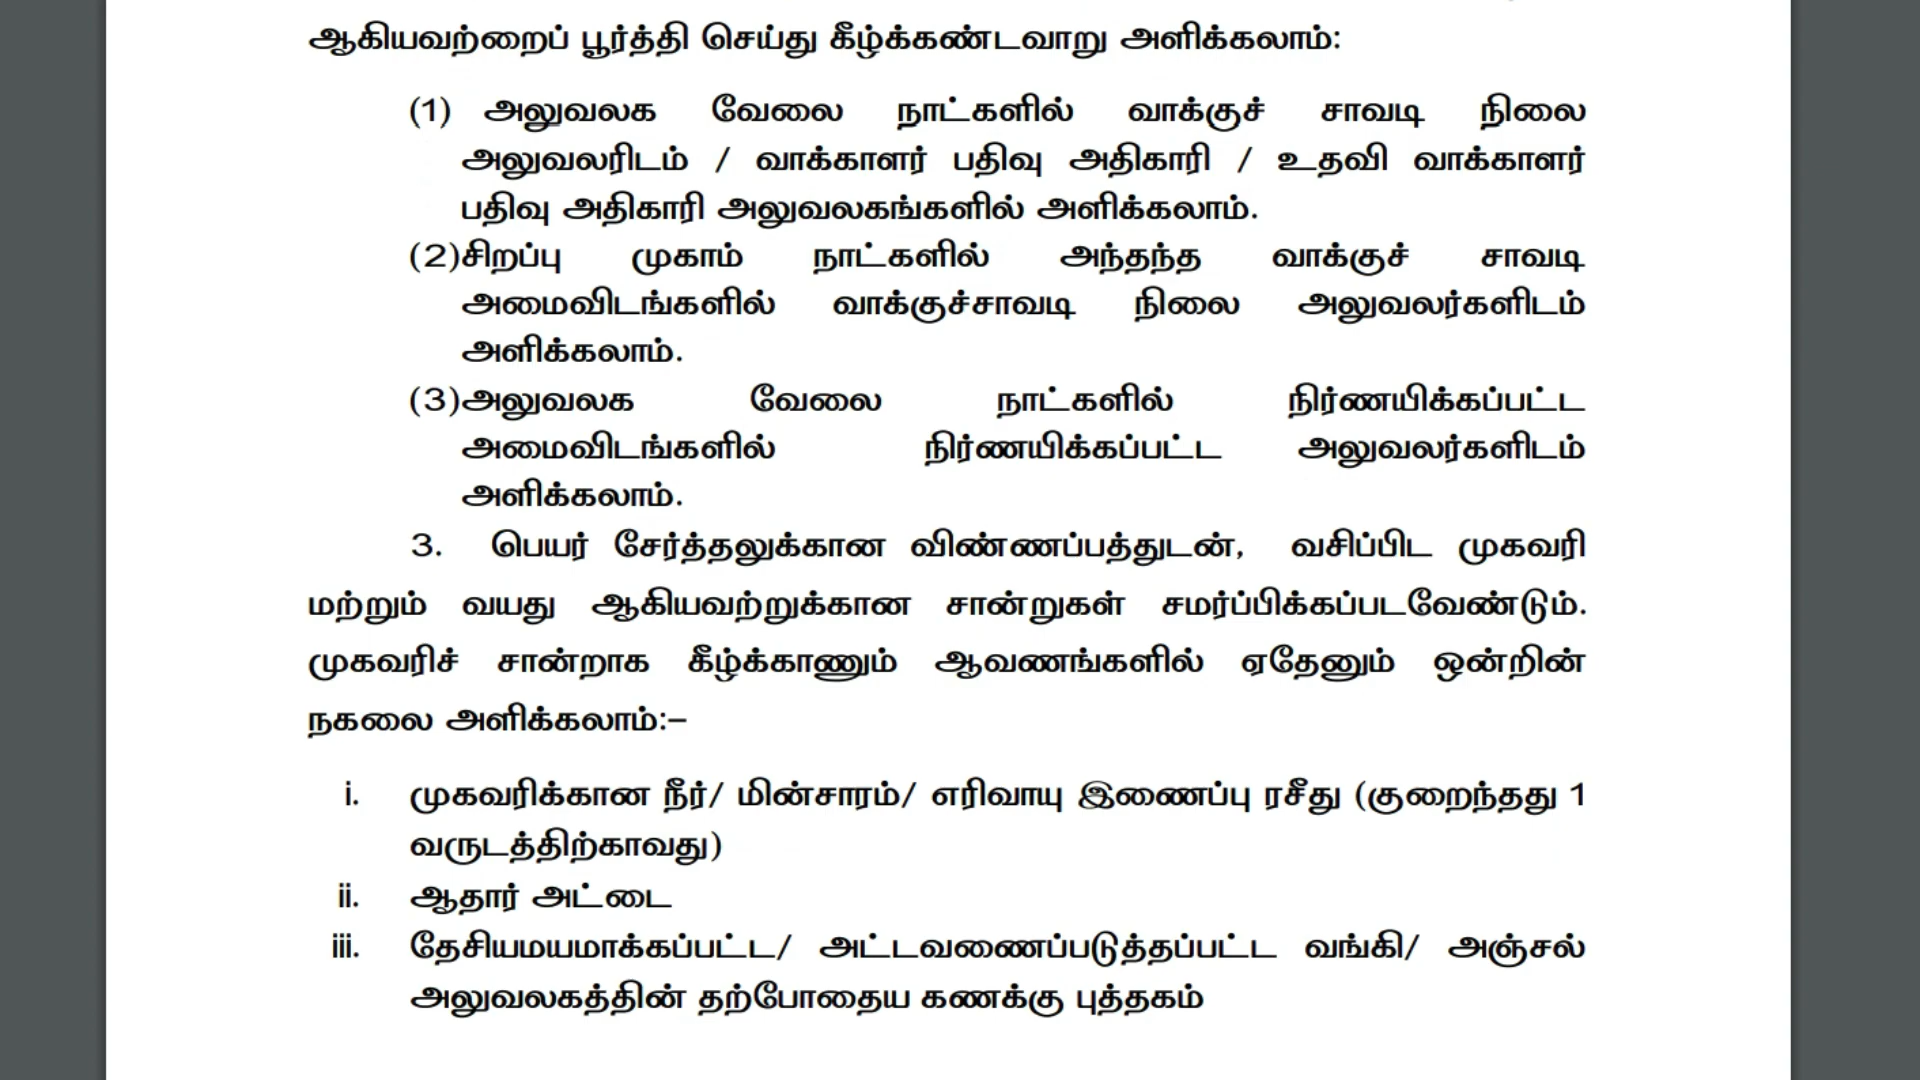 ஆகியவற்றைப் பூர்த்தி செய்து கீழ்க்கண்டவாறு அளிக்கலாம்:
(1) அலுவலக வேலை நாட்களில் வாக்குச் சாவடி நிலை
அலுவலரிடம் / வாக்காளர் பதிவு அதிகாரி / உதவி வாக்காளர்
பதிவு அதிகாரி அலுவலகங்களில் அளிக்கலாம்.
(2)சிறப்பு முகாம் நாட்களில் அந்தந்த வாக்குச் சாவடி
அமைவிடங்களில் வாக்குச்சாவடி நிலை அலுவலர்களிடம்
அளிக்கலாம்.
(3)அலுவலக வேலை நாட்களில் நிர்ணயிக்கப்பட்ட
அமைவிடங்களில் நிர்ணயிக்கப்பட்ட அலுவலர்களிடம்
அளிக்கலாம்.
3. பெயர் சேர்த்தலுக்கான விண்ணப்பத்துடன், வசிப்பிட முகவரி
மற்றும் வயது ஆகியவற்றுக்கான சான்றுகள் சமர்ப்பிக்கப்படவேண்டும்.
முகவரிச் சான்றாக கீழ்க்காணும் ஆவணங்களில் ஏதேனும் ஒன்றின்
நகலை அளிக்கலாம்:–
i. முகவரிக்கான நீர்/ மின்சாரம்/ எரிவாயு இணைப்பு ரசீது (குறைந்தது 1
வருடத்திற்காவது)
ii. ஆதார் அட்டை
iii. தேசியமயமாக்கப்பட்ட/ அட்டவணைப்படுத்தப்பட்ட வங்கி/ அஞ்சல்
அலுவலகத்தின் தற்போதைய கணக்கு புத்தகம்